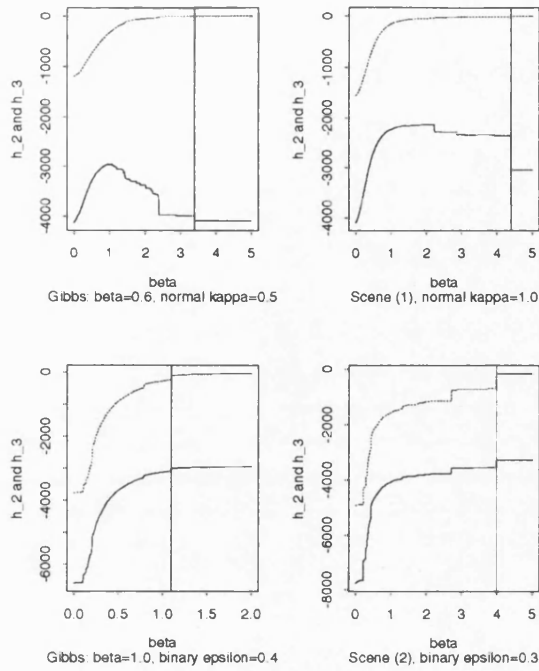 h_2 and h_3
0
-1000
-2000
-3000
-4000
0 1 2 3 4 5
beta
Gibbs: beta=0.6, normal kappa=0.5
h_2 and h_3
0
-1000
-2000
-3000
-4000
0 1 2 3 4 5
beta
Scene (1), normal kappa=1.0
h_2 and h_3
0
-2000
-4000
-6000
0.0 0.5 1.0 1.5 2.0
beta
Gibbs: beta=1.0, binary epsilon=0.4
h_2 and h_3
0
-2000
-4000
-6000
-8000
0 1 2 3 4 5
beta
Scene (2), binary epsilon=0.3